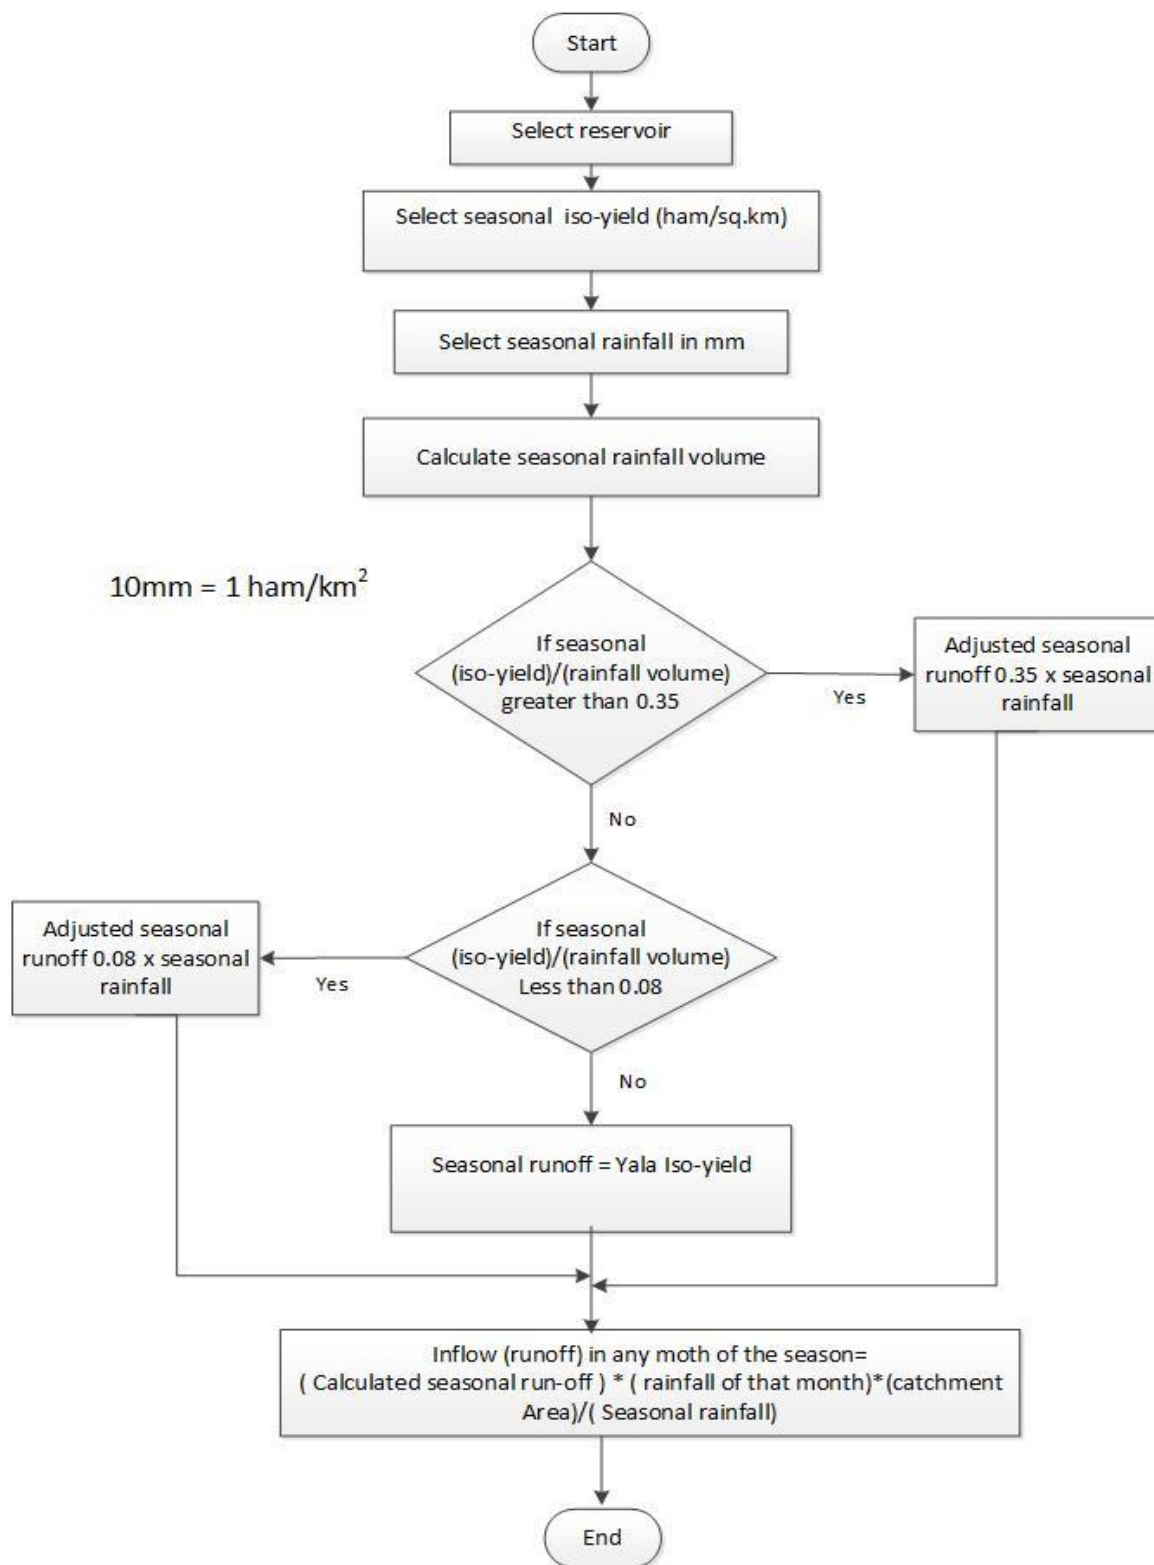 Start
Select reservoir
Select seasonal iso-yield (ham/sq.km)
Select seasonal rainfall in mm
Calculate seasonal rainfall volume
10mm = 1 ham/km²
If seasonal
(iso-yield)/(rainfall volume)
greater than 0.35
Yes
Adjusted seasonal
runoff 0.35 x seasonal
rainfall
No
If seasonal
(iso-yield)/(rainfall volume)
Less than 0.08
Yes
Adjusted seasonal
runoff 0.08 x seasonal
rainfall
No
Seasonal runoff = Yala Iso-yield
Inflow (runoff) in any moth of the season=
( Calculated seasonal run-off ) * ( rainfall of that month)*(catchment
Area)/( Seasonal rainfall)
End